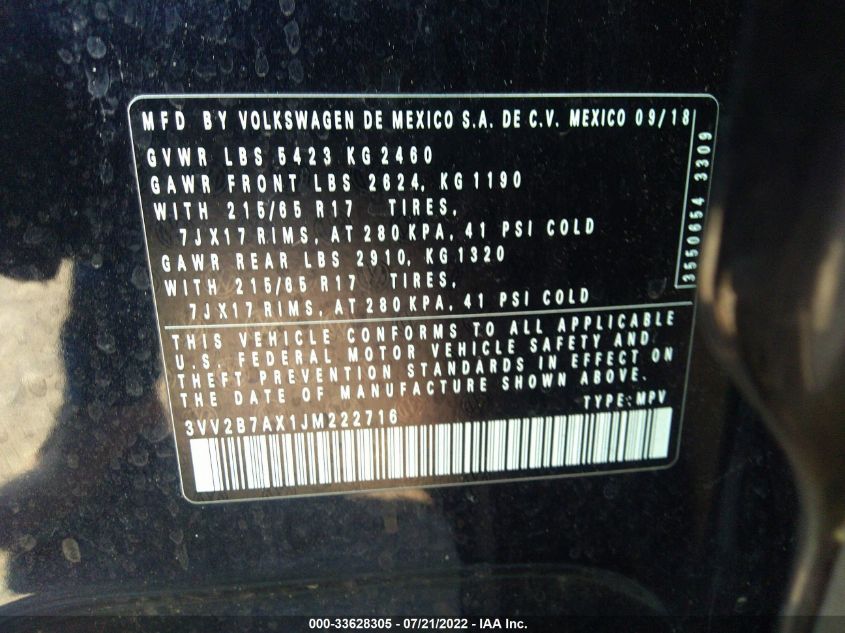 MFD BY VOLKSWAGEN DE MEXICO S.A. DE C.V. MEXICO 09/18
GVWR LBS 5423 KG 2460
GAWR FRONT LBS 2624, KG 1190
WITH 215/65 R17 TIRES,
7JX17 RIMS, AT 280 KPA, 41 PSI COLD
GAWR REAR LBS 2910, KG 1320
WITH 215/65 R17 TIRES,
7JX17 RIMS, AT 280 KPA, 41 PSI COLD
3550654 3309
THIS VEHICLE CONFORMS TO ALL APPLICABLE
U.S. FEDERAL MOTOR VEHICLE SAFETY AND
THEFT PREVENTION STANDARDS IN EFFECT ON
THE DATE OF MANUFACTURE SHOWN ABOVE.
TYPE: MPV
3VV2B7AX1JM222716
000-33628305 - 07/21/2022 - IAA Inc.